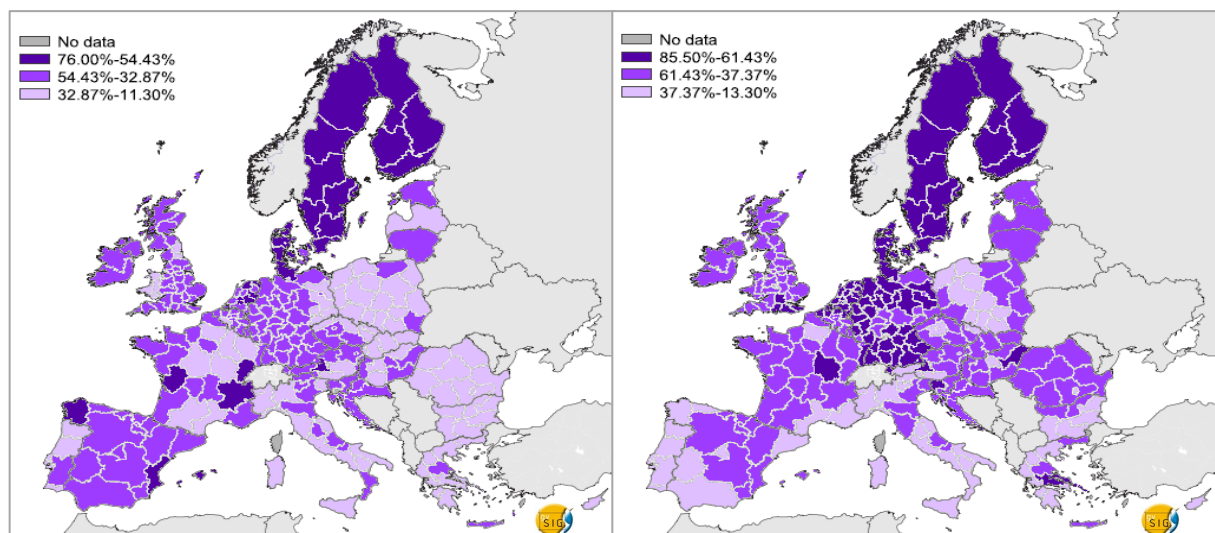 No data
76.00%-54.43%
54.43%-32.87%
32.87%-11.30%
No data
85.50%-61.43%
61.43%-37.37%
37.37%-13.30%
SIG
SIG